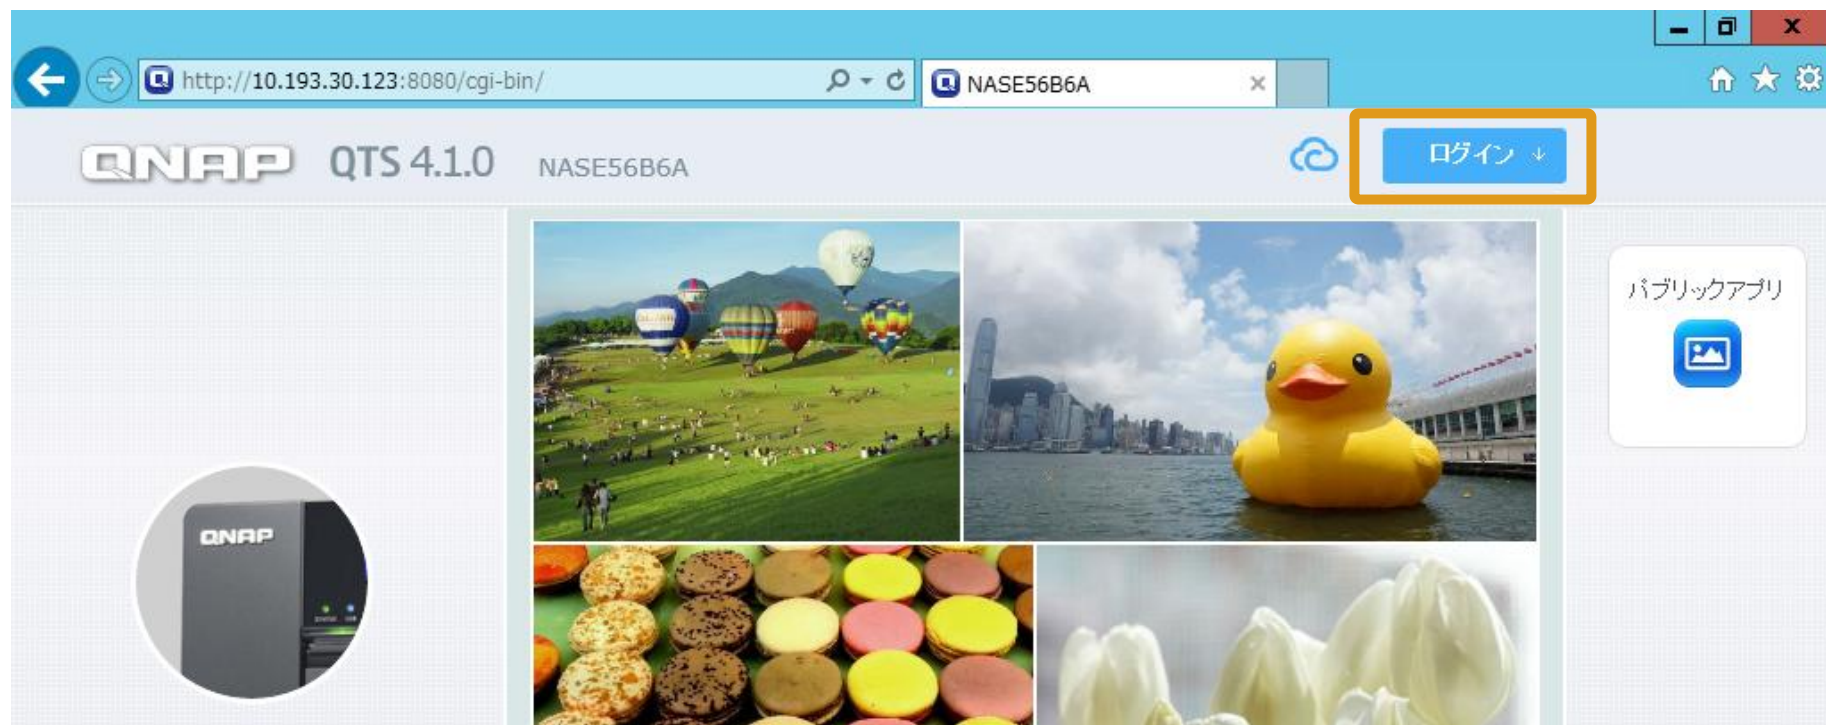 http://10.193.30.123:8080/cgi-bin/
NASE56B6A
QNAP QTS 4.1.0 NASE56B6A
ログイン ↓
パブリックアプリ
QNAP